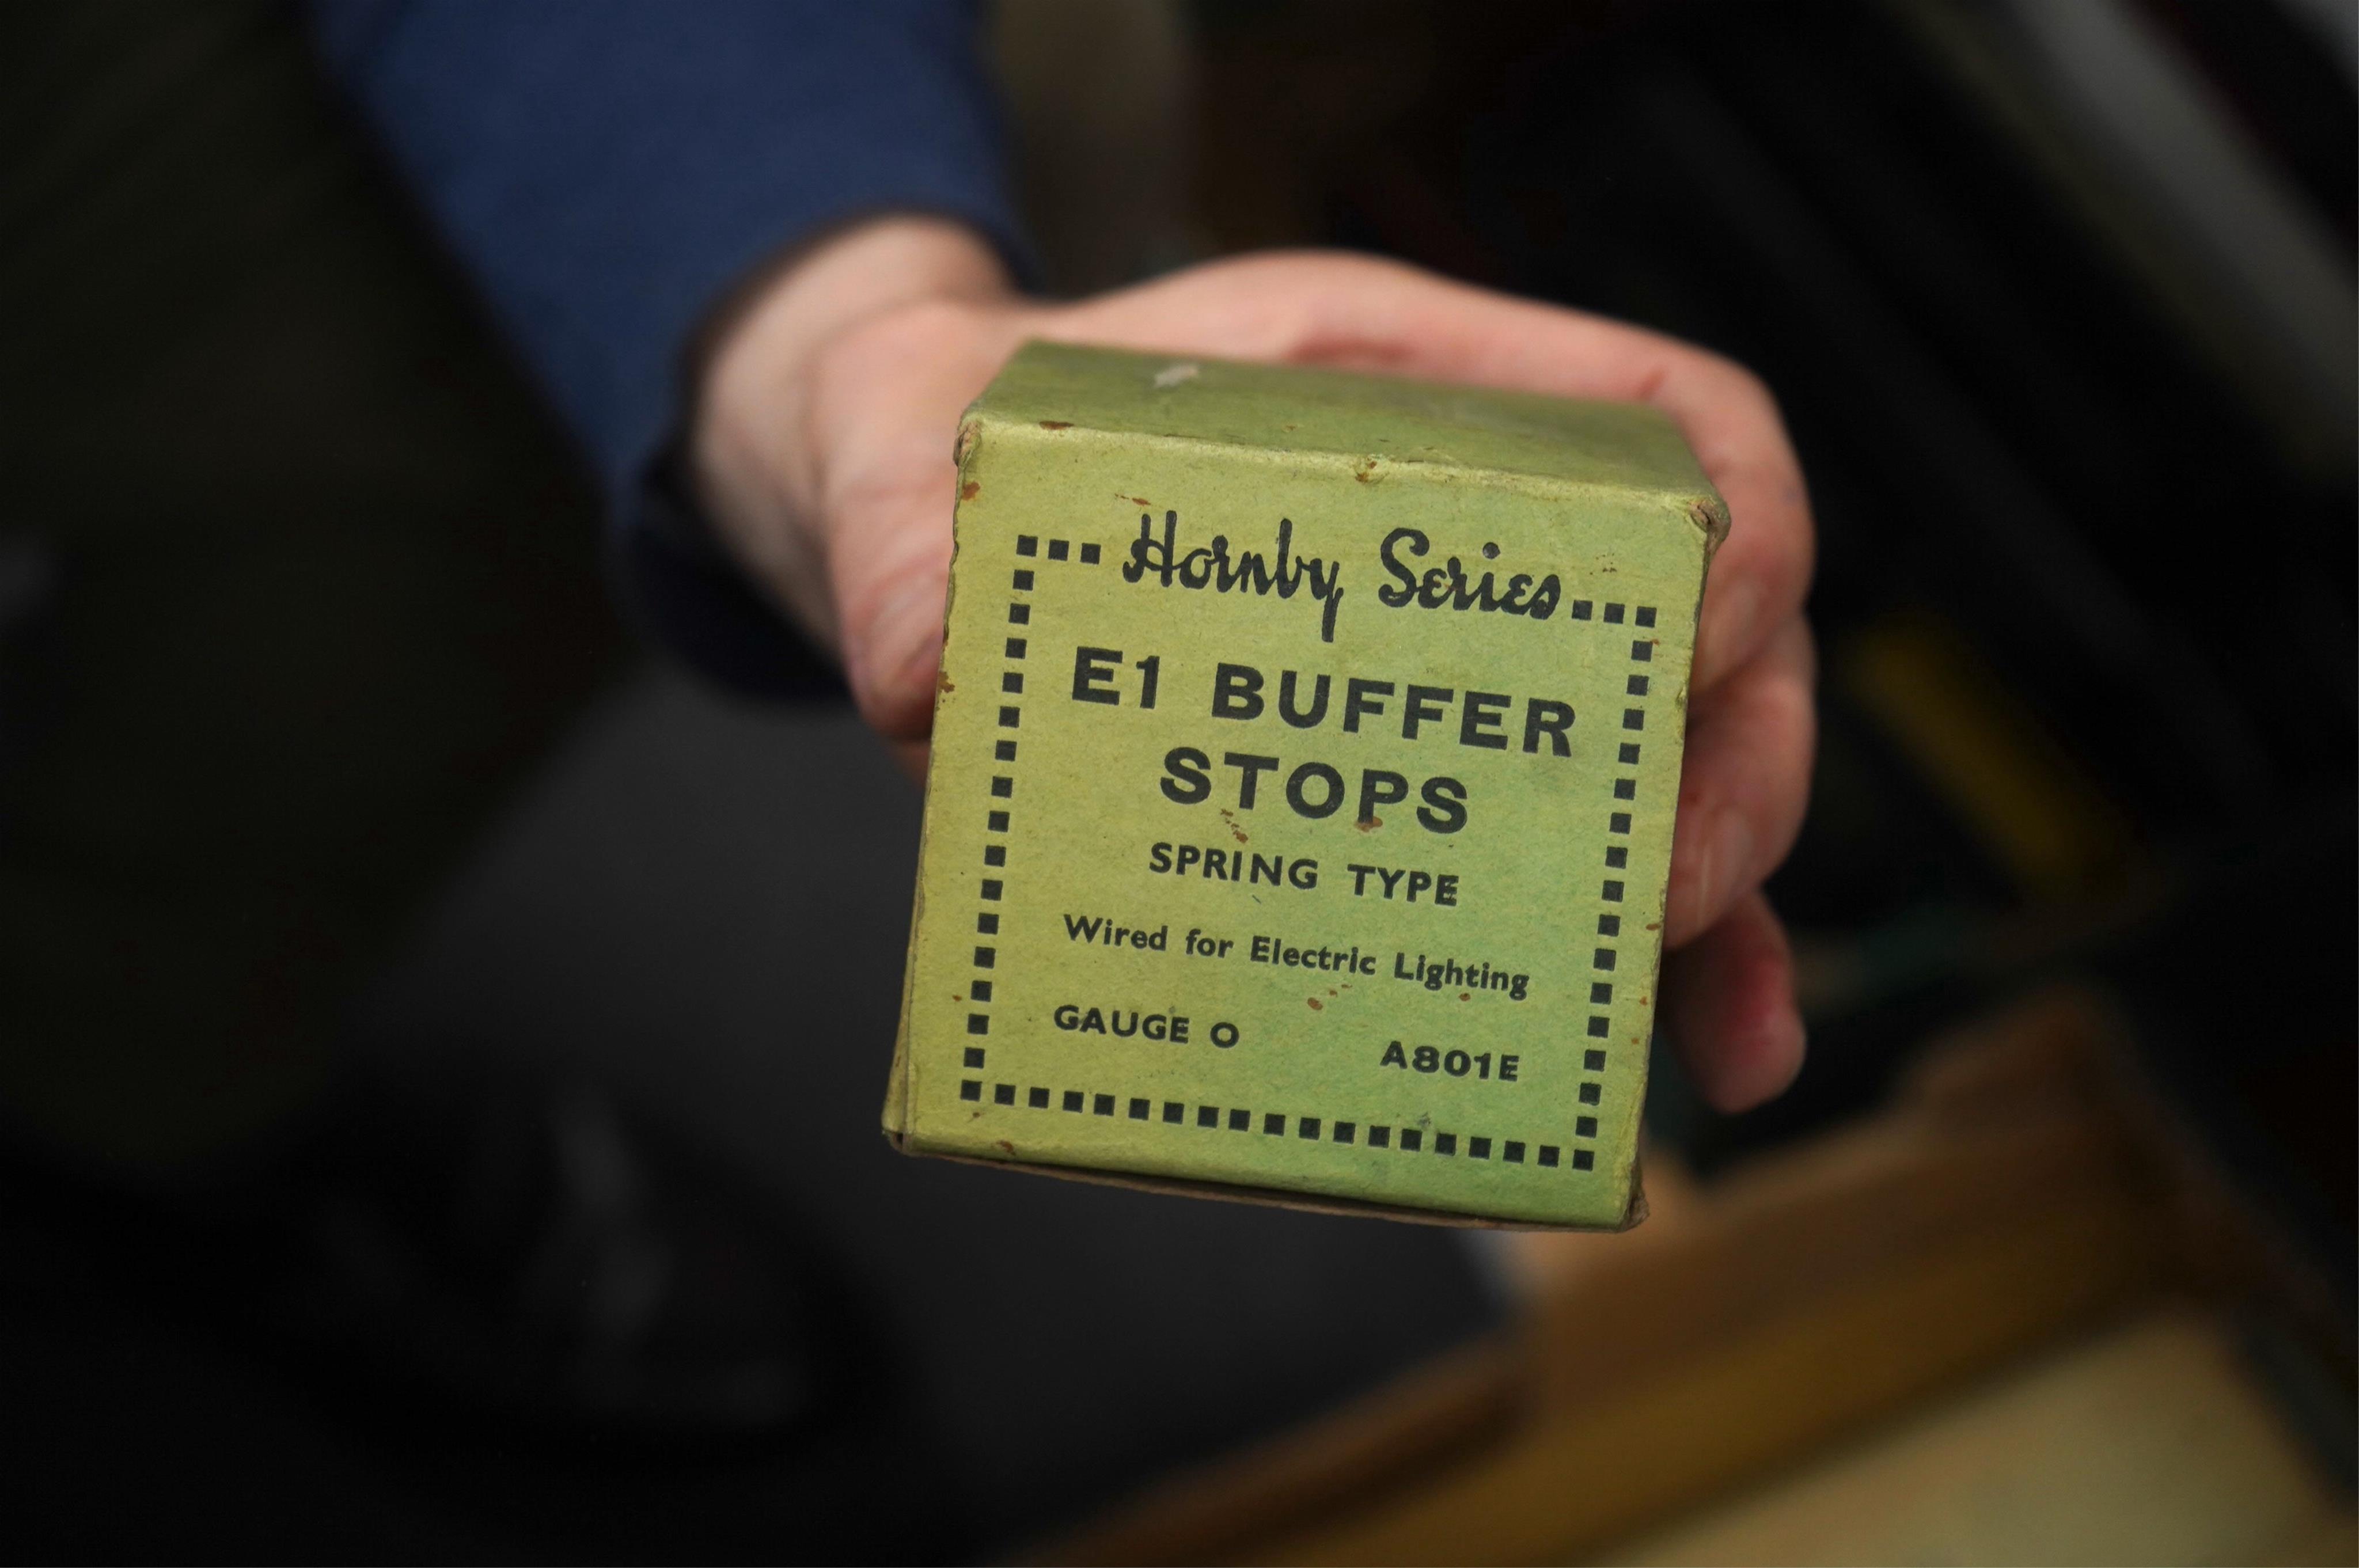 Hornby Series
E1 BUFFER
STOPS
SPRING TYPE
Wired for Electric Lighting
GAUGE O A801E